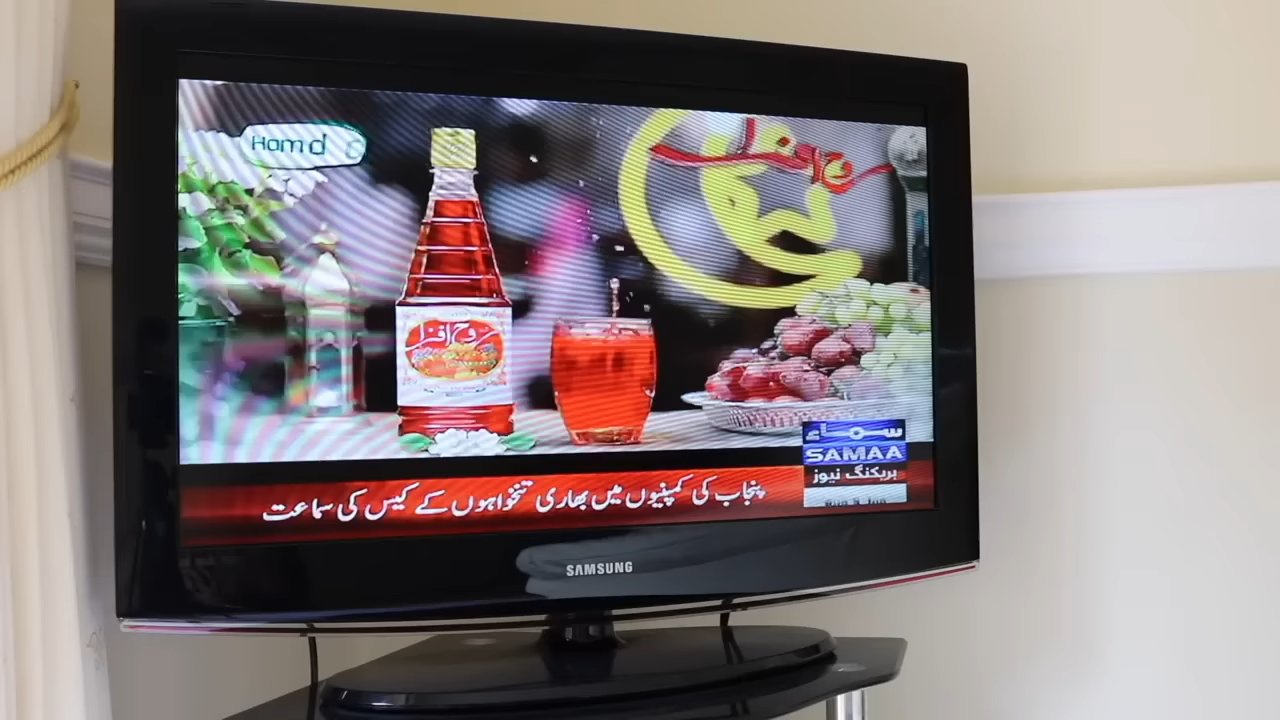 Hamd
روح افزا
سماء
SAMAA
بریکنگ نیوز
پنجاب کی کمپنیوں میں بھاری تنخواہوں کے کیس کی سماعت
SAMSUNG